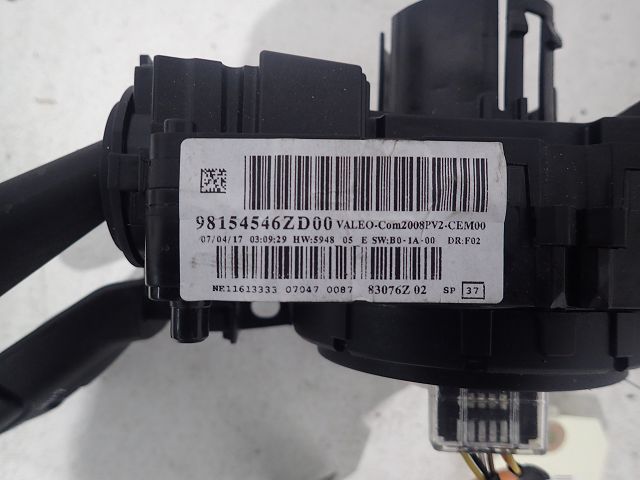 98154546ZD00 VALEO-Com2008PV2-CEM00
07/04/17 03:09:29 HW:5948 05 E SW:B0-1A-00 DR:F02
NE11613333 07047 0087 83076Z 02 SP 37